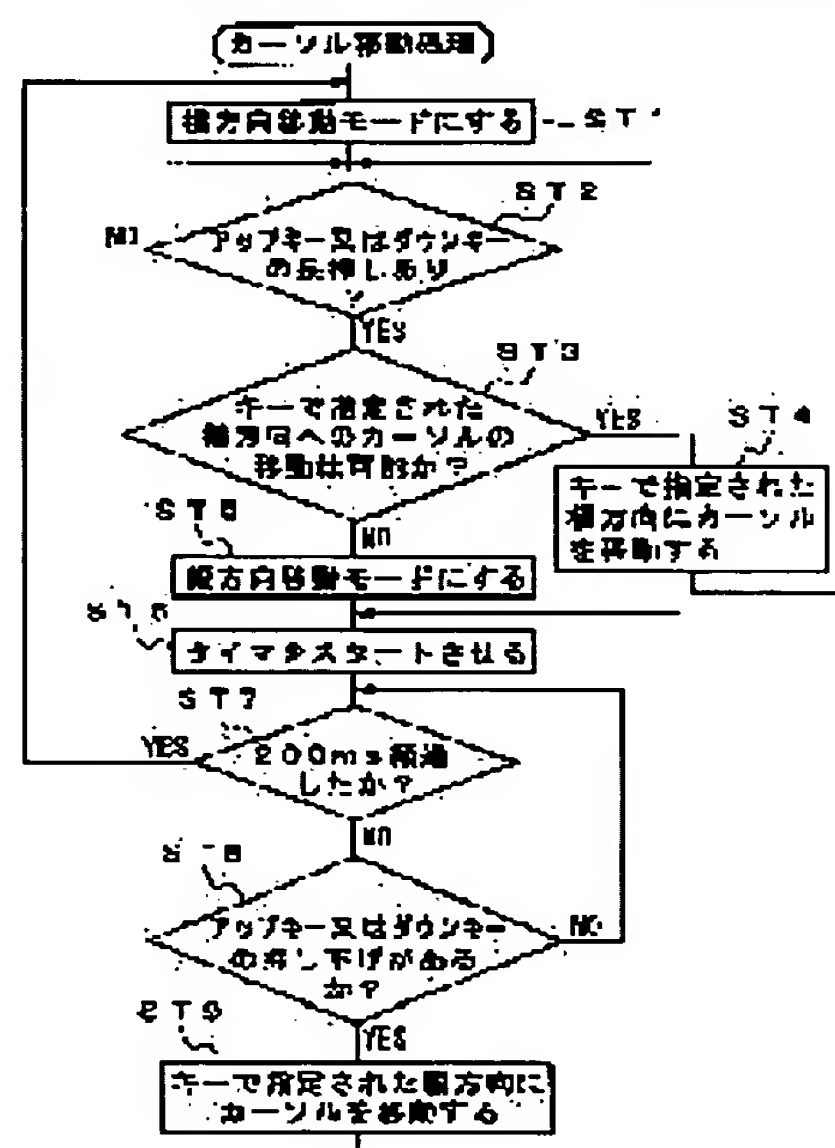 カーソル移動処理
横方向移動モードにする
ST2
アップキー又はダウンキー
の長押しあり
YES
ST3
キーで指定された
横方向へのカーソルの
移動は可能か?
YES
ST4
キーで指定された
横方向にカーソル
を移動する
NO
縦方向移動モードにする
タイマをスタートさせる
ST7
YES
200ms経過
したか?
NO
アップキー又はダウンキー
の押し下げがある
か?
NO
YES
ST9
キーで指定された縦方向に
カーソルを移動する